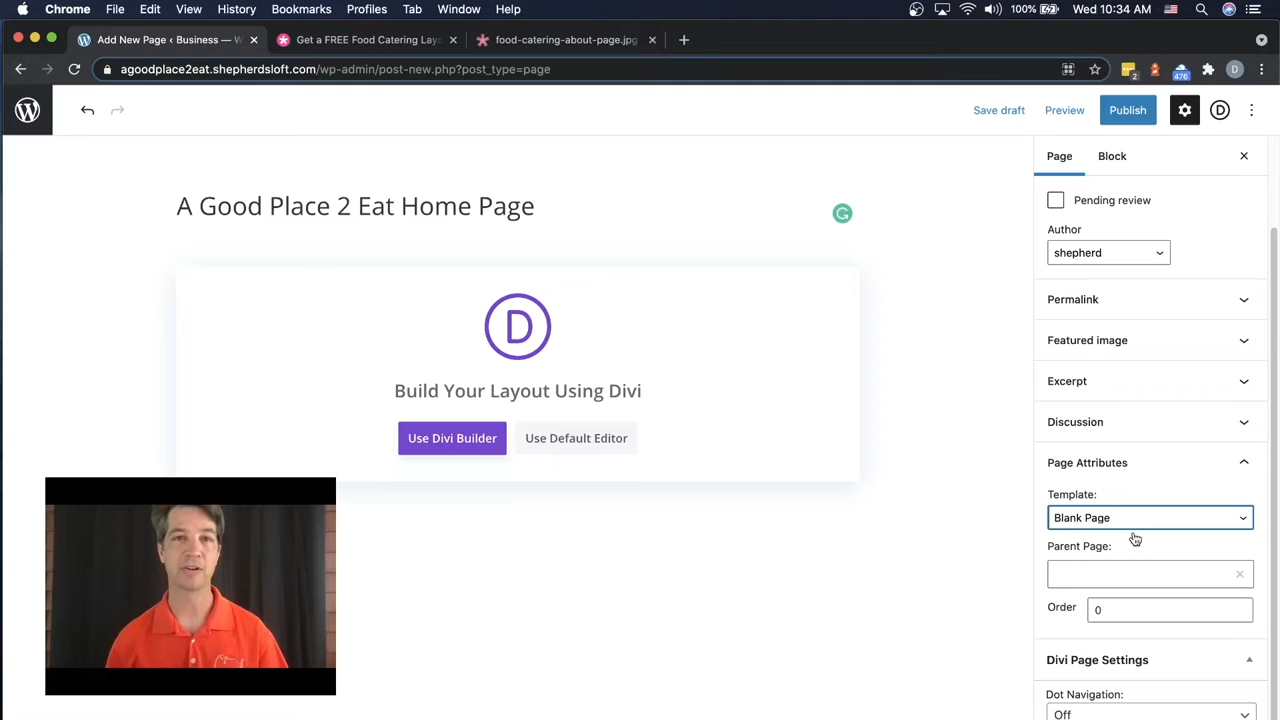 Chrome File Edit View History Bookmarks Profiles Tab Window Help 100% Wed 10:34 AM
Add New Page ‹ Business — W Get a FREE Food Catering Layo food-catering-about-page.jpg
agoodplace2eat.shepherdsloft.com/wp-admin/post-new.php?post_type=page 2 476 D
W Save draft Preview Publish D
Page Block
A Good Place 2 Eat Home Page
G
Pending review
Author
shepherd
Permalink
D
Featured image
Build Your Layout Using Divi
Excerpt
Use Divi Builder Use Default Editor
Discussion
Page Attributes
Template:
Blank Page
Parent Page:
Order 0
Divi Page Settings
Dot Navigation:
Off